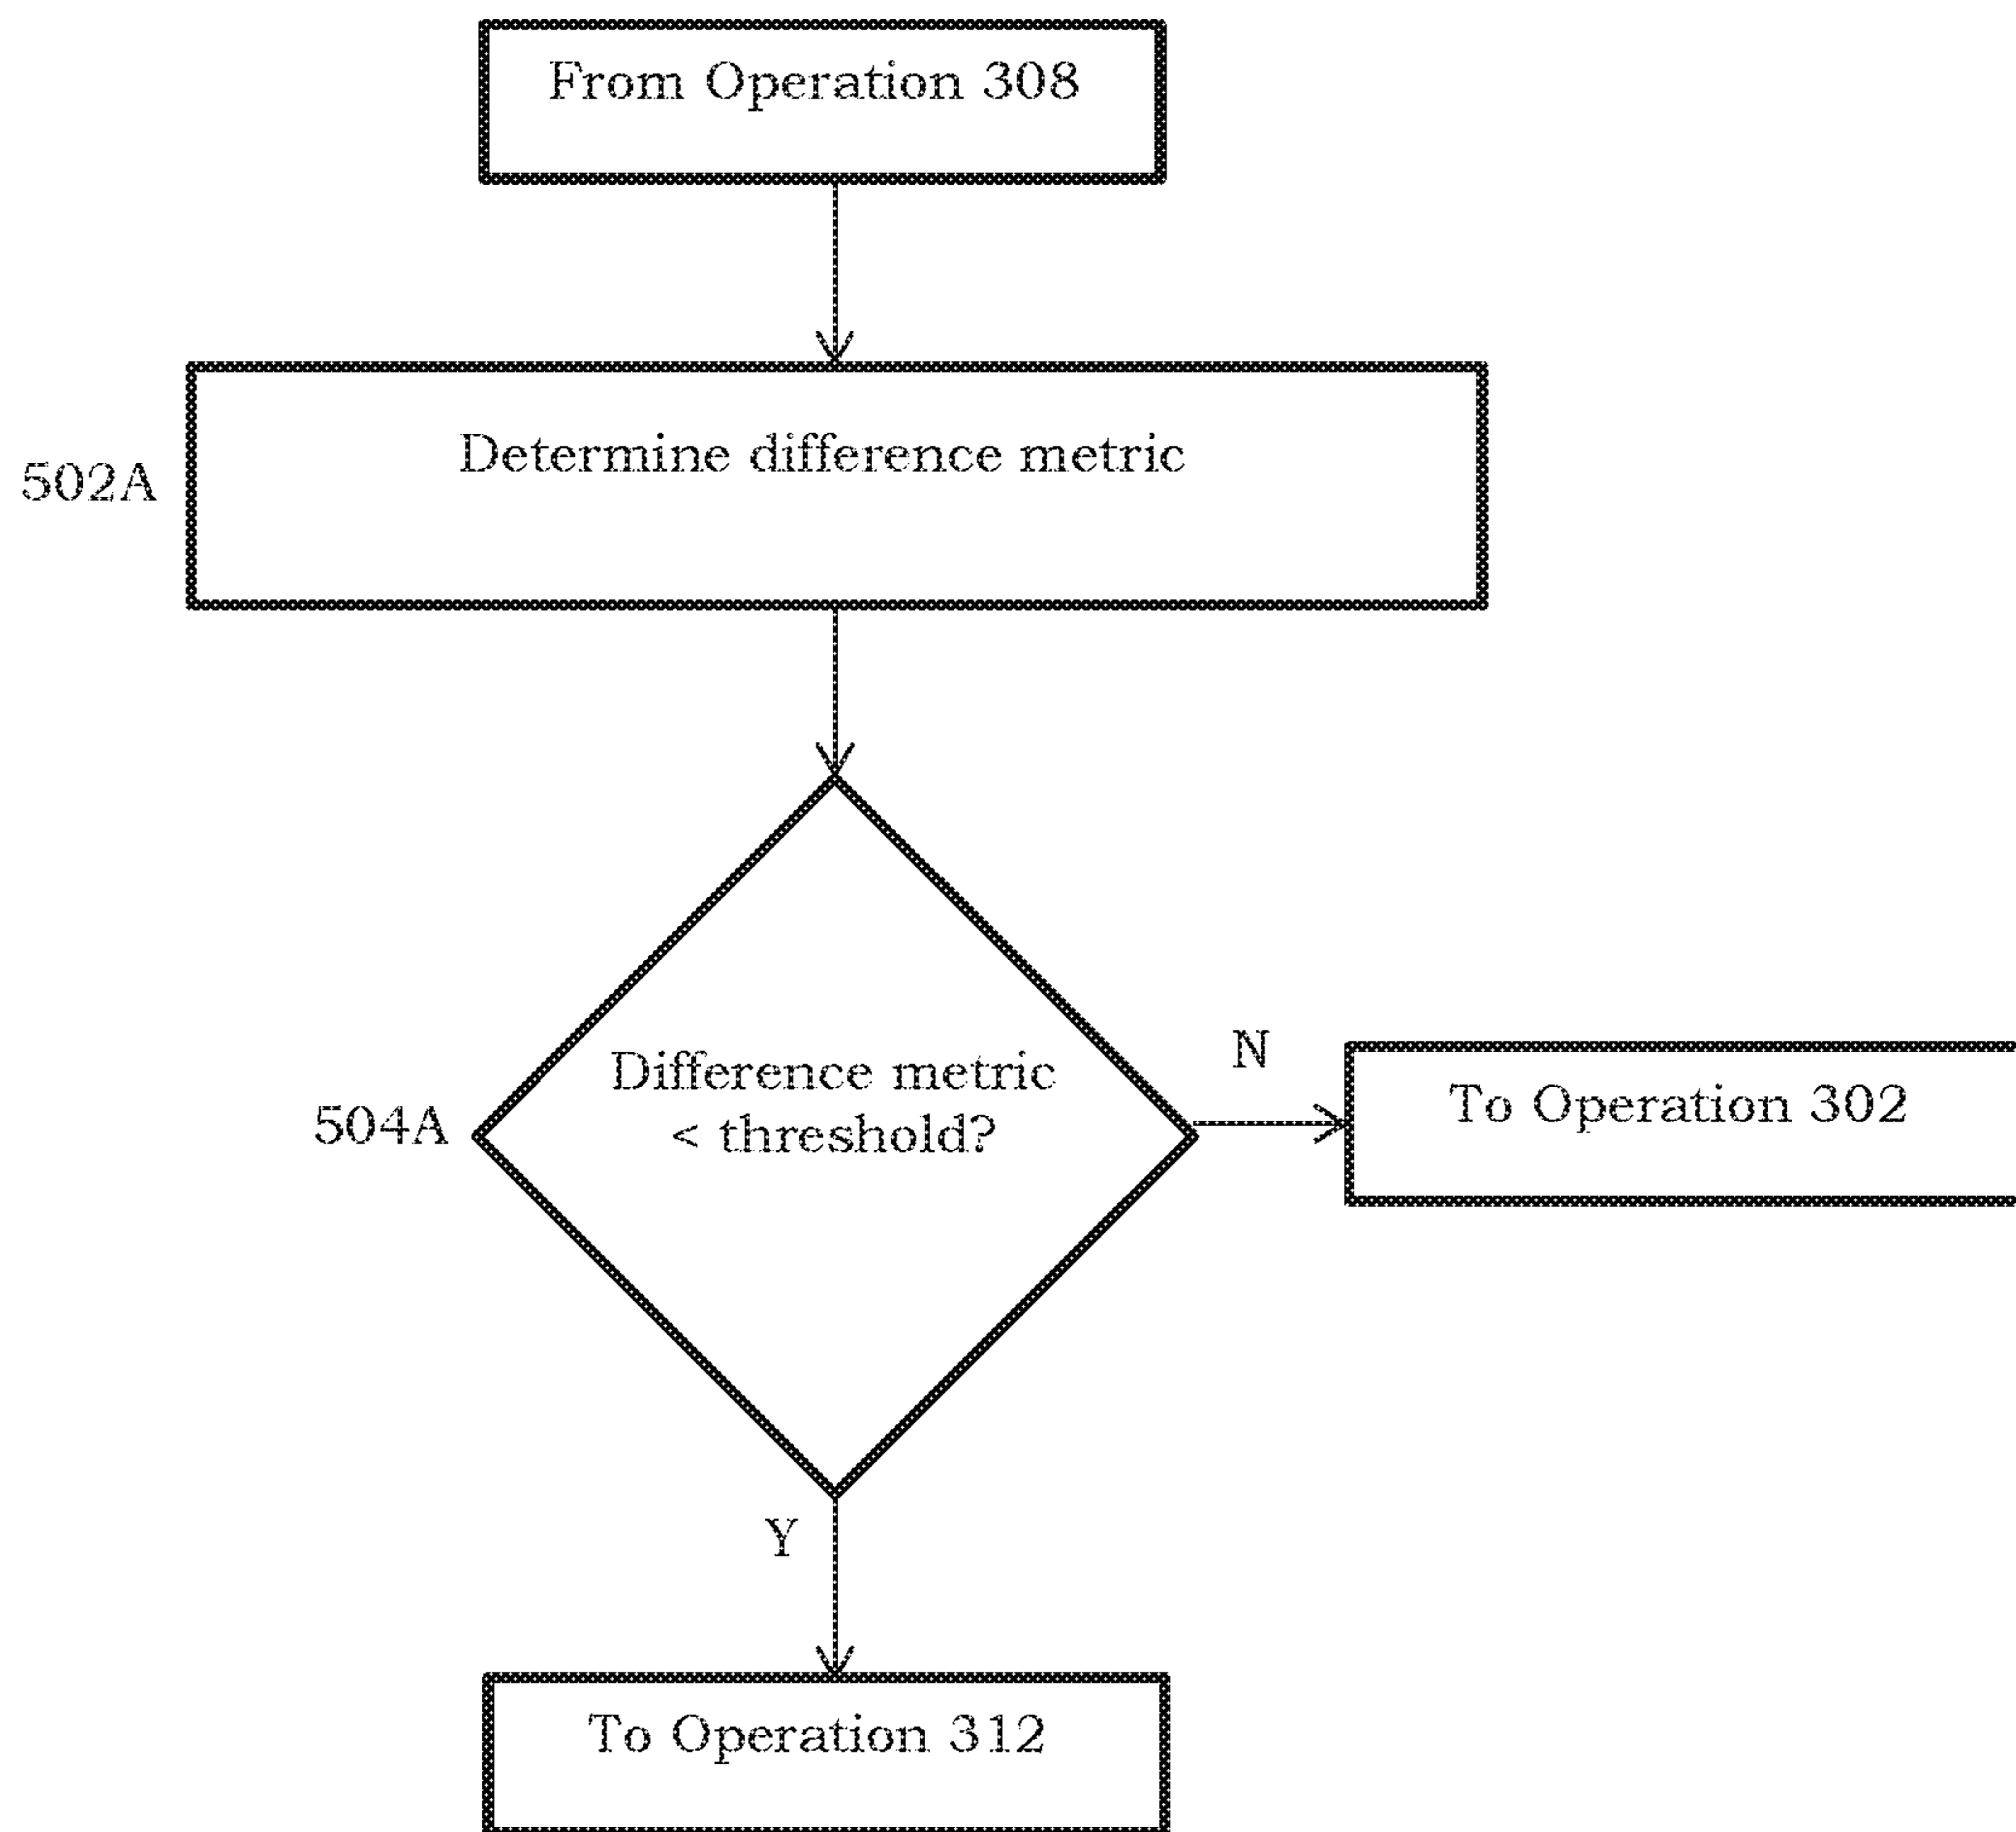 From Operation 308
Determine difference metric
502A
Difference metric
< threshold?
504A
N
To Operation 302
Y
To Operation 312